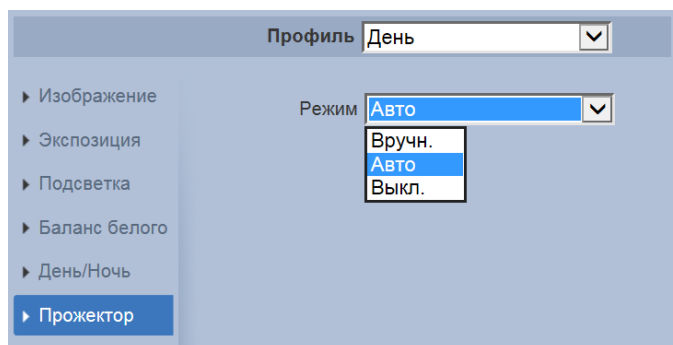 Профиль День
Изображение
Режим Авто
Экспозиция
Вручн.
Авто
Подсветка
Выкл.
Баланс белого
День/Ночь
Прожектор